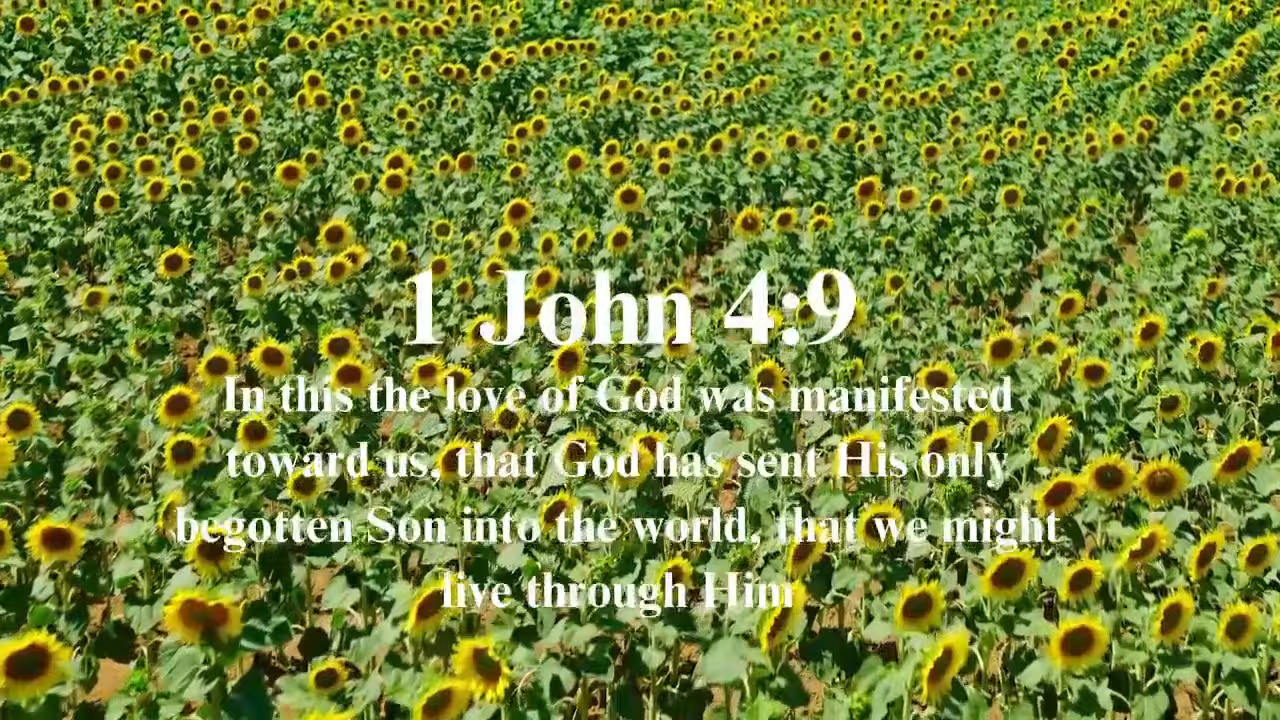 1 John 4:9
In this the love of God was manifested
toward us, that God has sent His only
begotten Son into the world, that we might
live through Him